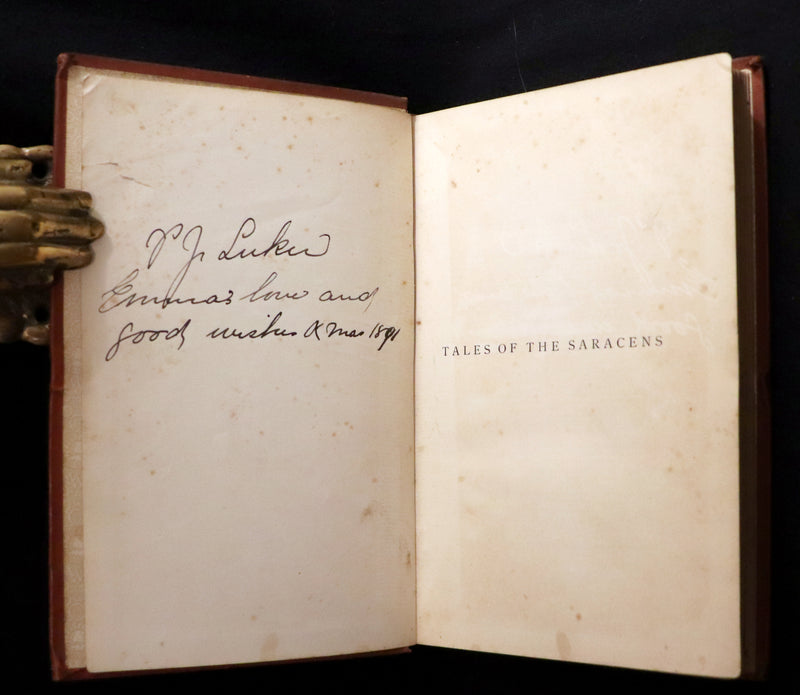 P J Luker
Emma's love and
good wishes Xmas 1891
TALES OF THE SARACENS